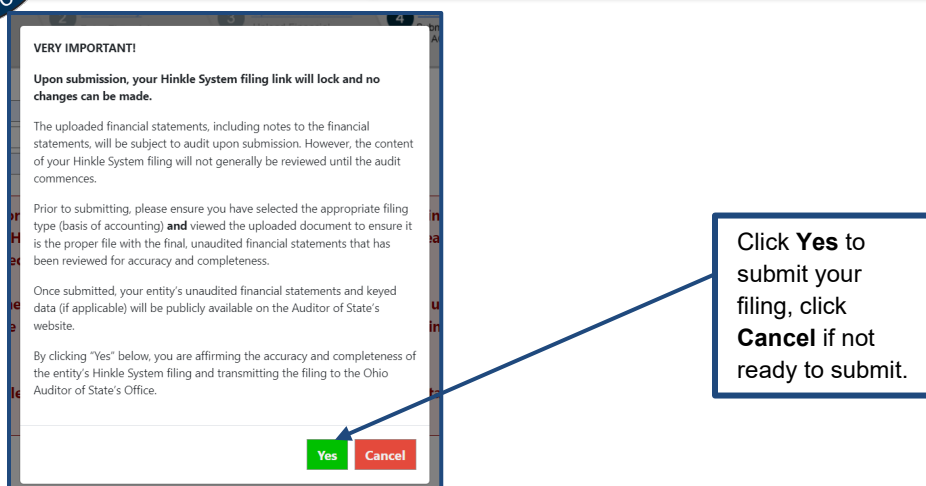 2
3
4
VERY IMPORTANT!
Upon submission, your Hinkle System filing link will lock and no
changes can be made.
The uploaded financial statements, including notes to the financial
statements, will be subject to audit upon submission. However, the content
of your Hinkle System filing will not generally be reviewed until the audit
commences.
Prior to submitting, please ensure you have selected the appropriate filing
type (basis of accounting) and viewed the uploaded document to ensure it
is the proper file with the final, unaudited financial statements that has
been reviewed for accuracy and completeness.
Once submitted, your entity's unaudited financial statements and keyed
data (if applicable) will be publicly available on the Auditor of State's
website.
By clicking "Yes" below, you are affirming the accuracy and completeness of
the entity's Hinkle System filing and transmitting the filing to the Ohio
Auditor of State's Office.
Yes Cancel
Click Yes to
submit your
filing, click
Cancel if not
ready to submit.